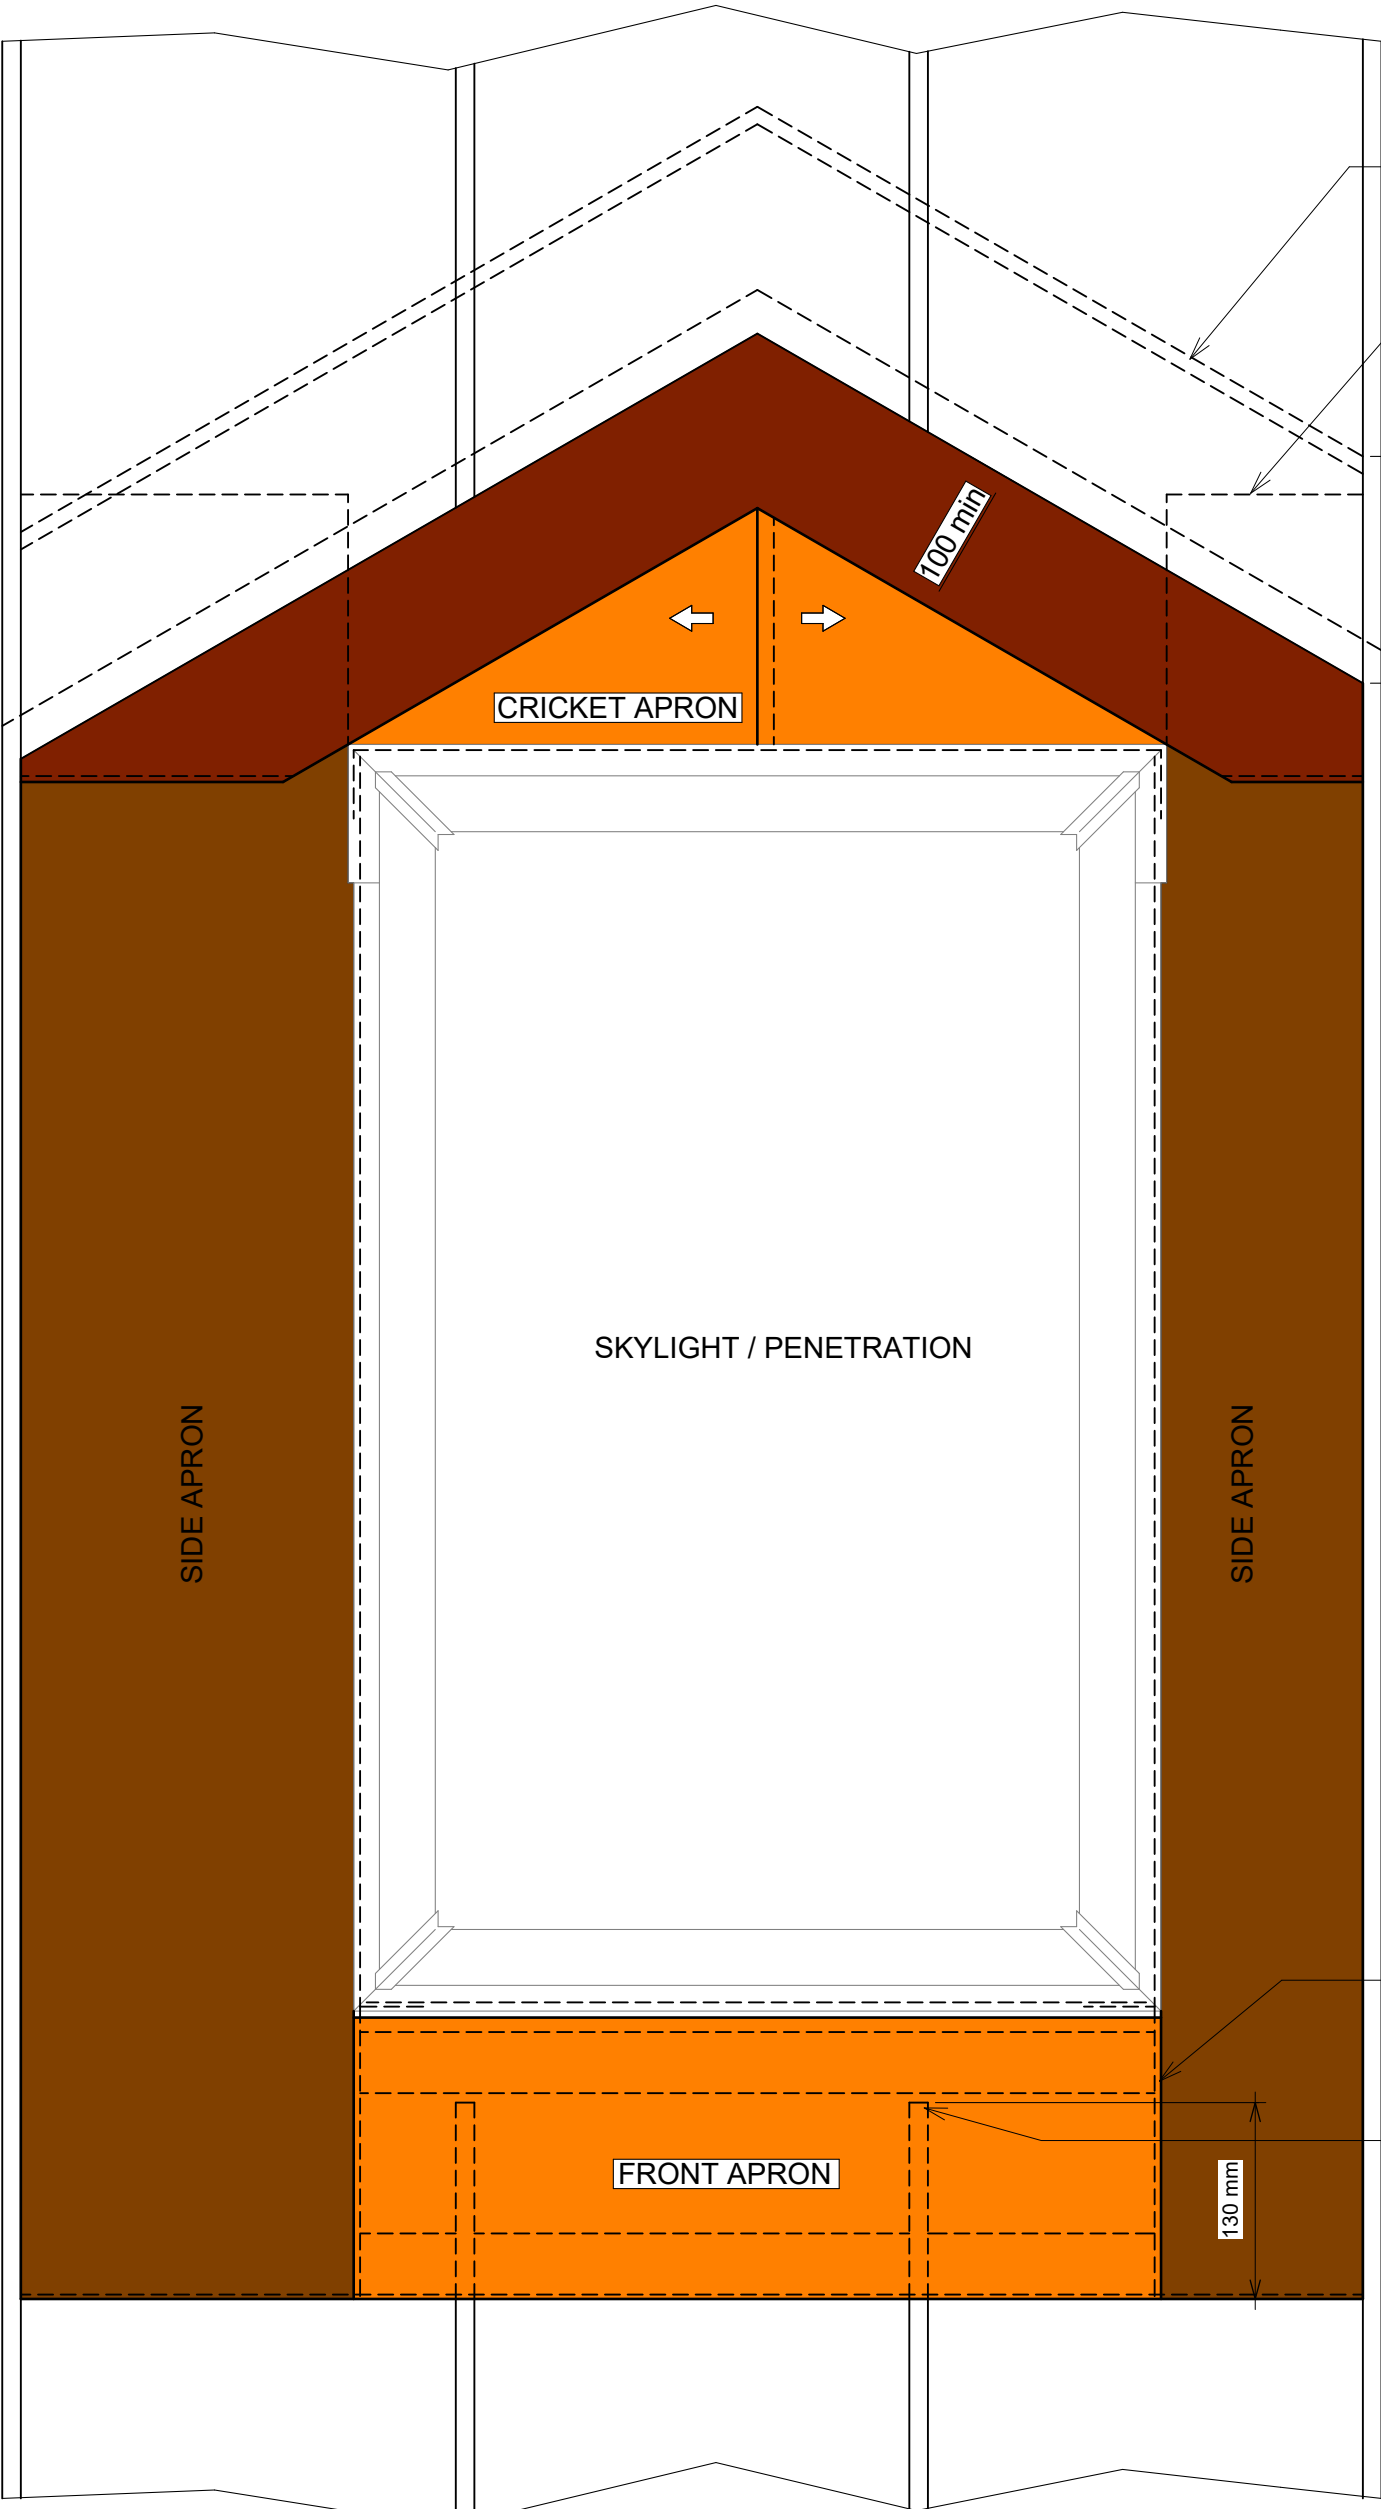 100 min
CRICKET APRON
SKYLIGHT / PENETRATION
SIDE APRON
SIDE APRON
FRONT APRON
130 mm